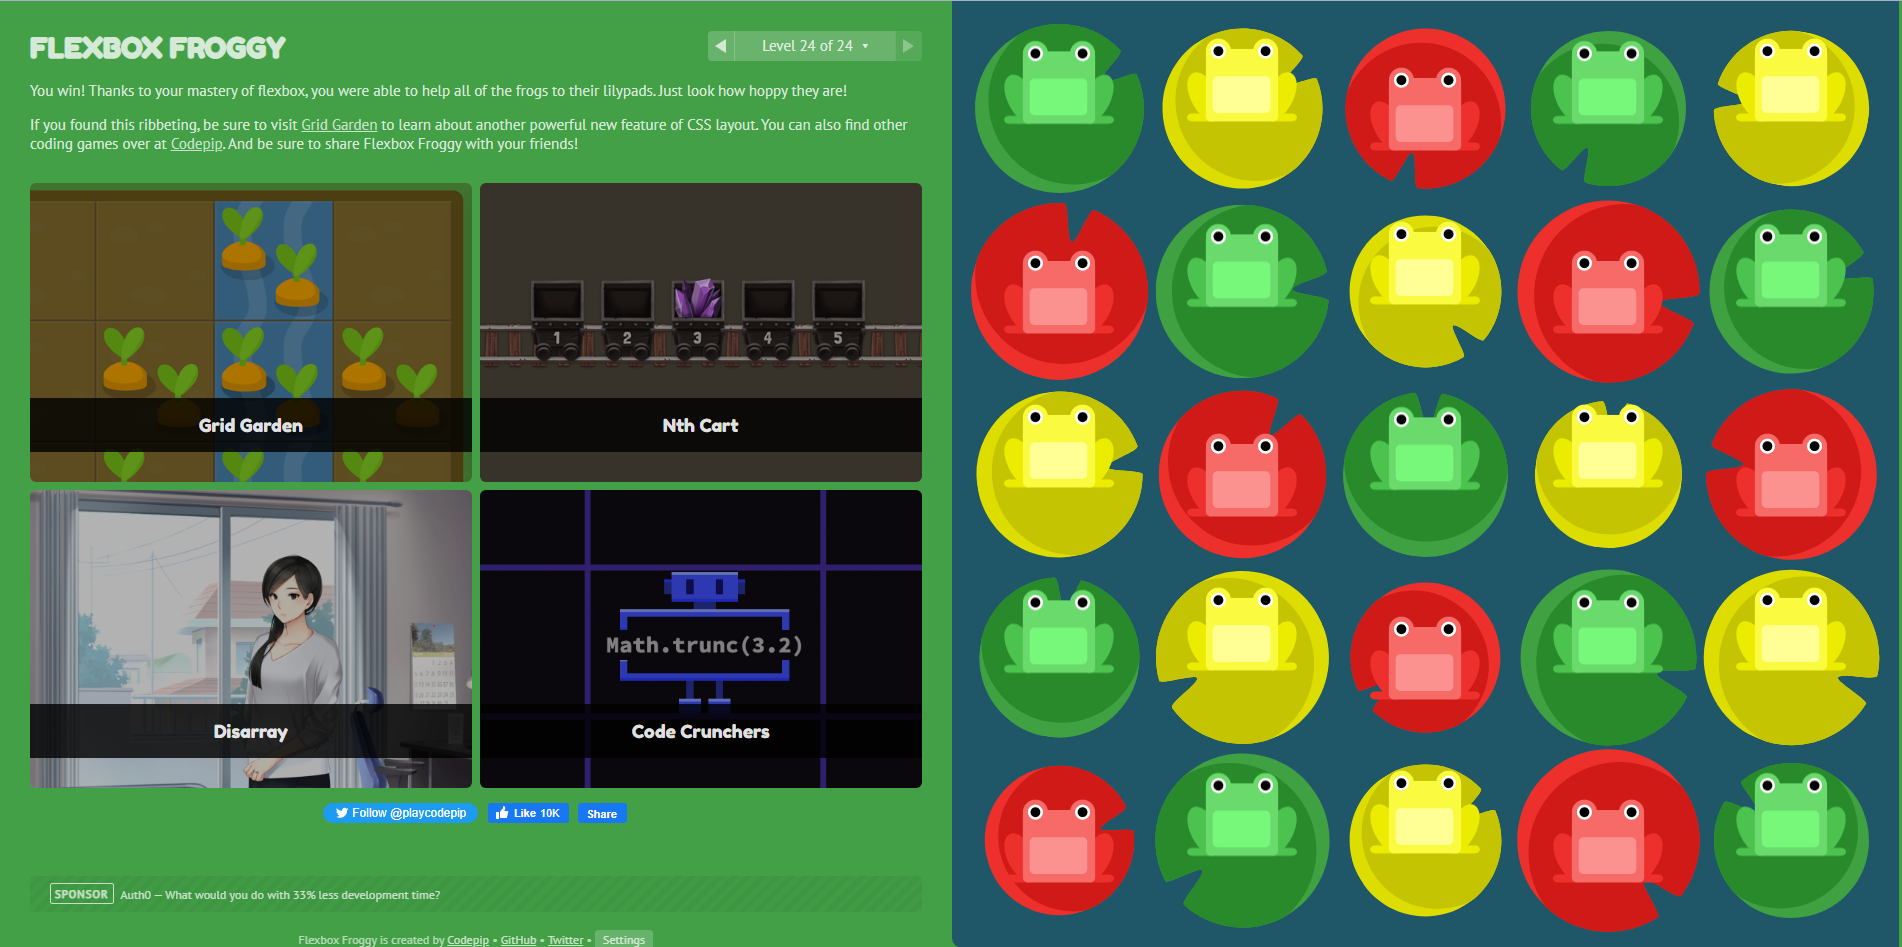 FLEXBOX FROGGY
Level 24 of 24
You win! Thanks to your mastery of flexbox, you were able to help all of the frogs to their lilypads. Just look how hoppy they are!
If you found this ribbeting, be sure to visit Grid Garden to learn about another powerful new feature of CSS layout. You can also find other
coding games over at Codepip. And be sure to share Flexbox Froggy with your friends!
1 2 3 4 5
Grid Garden
Nth Cart
Math.trunc(3.2)
Disarray
Code Crunchers
Follow @playcodepip
Like 10K
Share
SPONSOR Auth0 — What would you do with 33% less development time?
Flexbox Froggy is created by Codepip • GitHub • Twitter • Settings